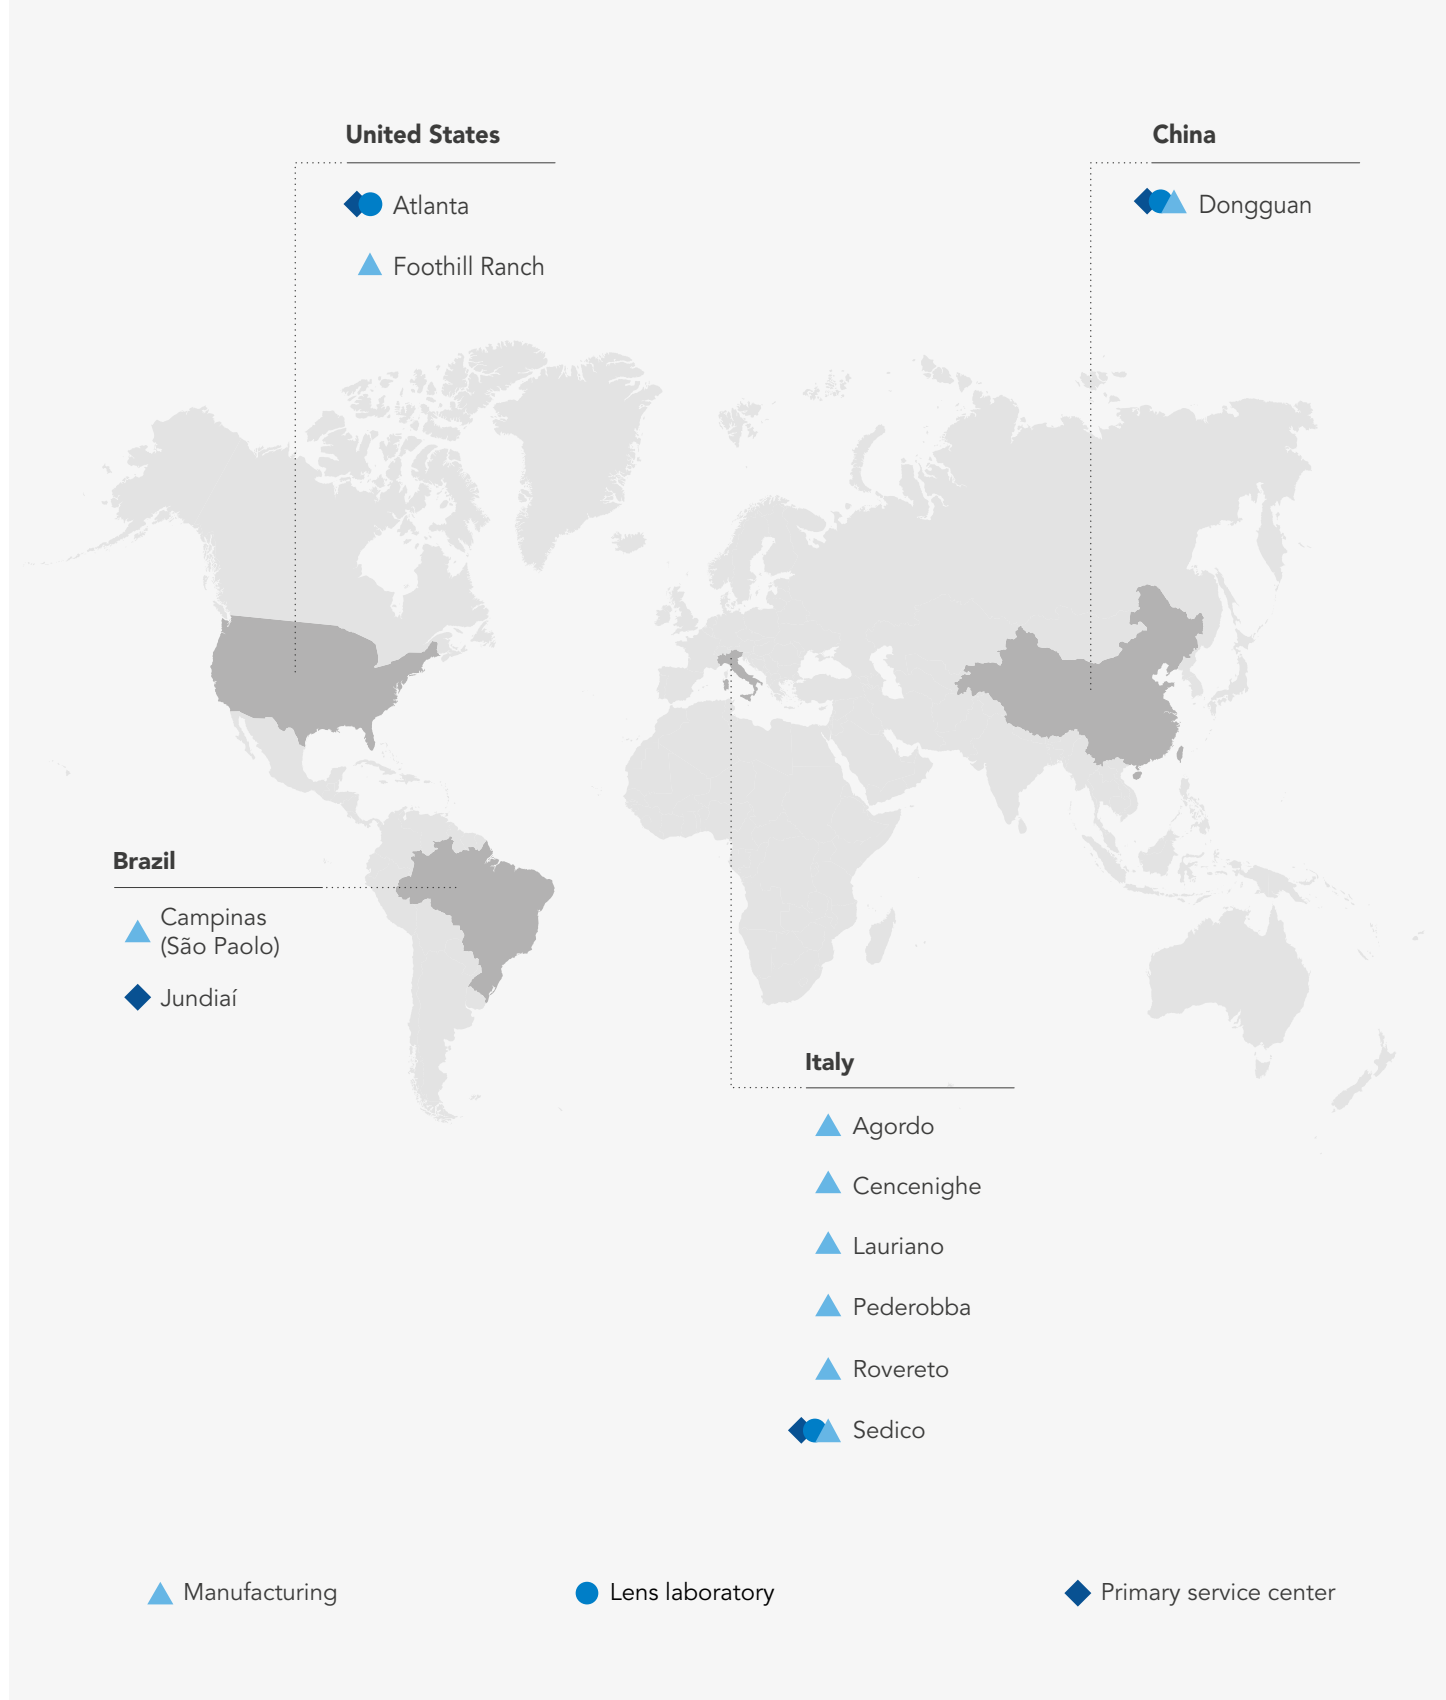 United States
Atlanta
Foothill Ranch
China
Dongguan
Brazil
Campinas
(São Paolo)
Jundiaí
Italy
Agordo
Cencenighe
Lauriano
Pederobba
Rovereto
Sedico
Manufacturing
Lens laboratory
Primary service center